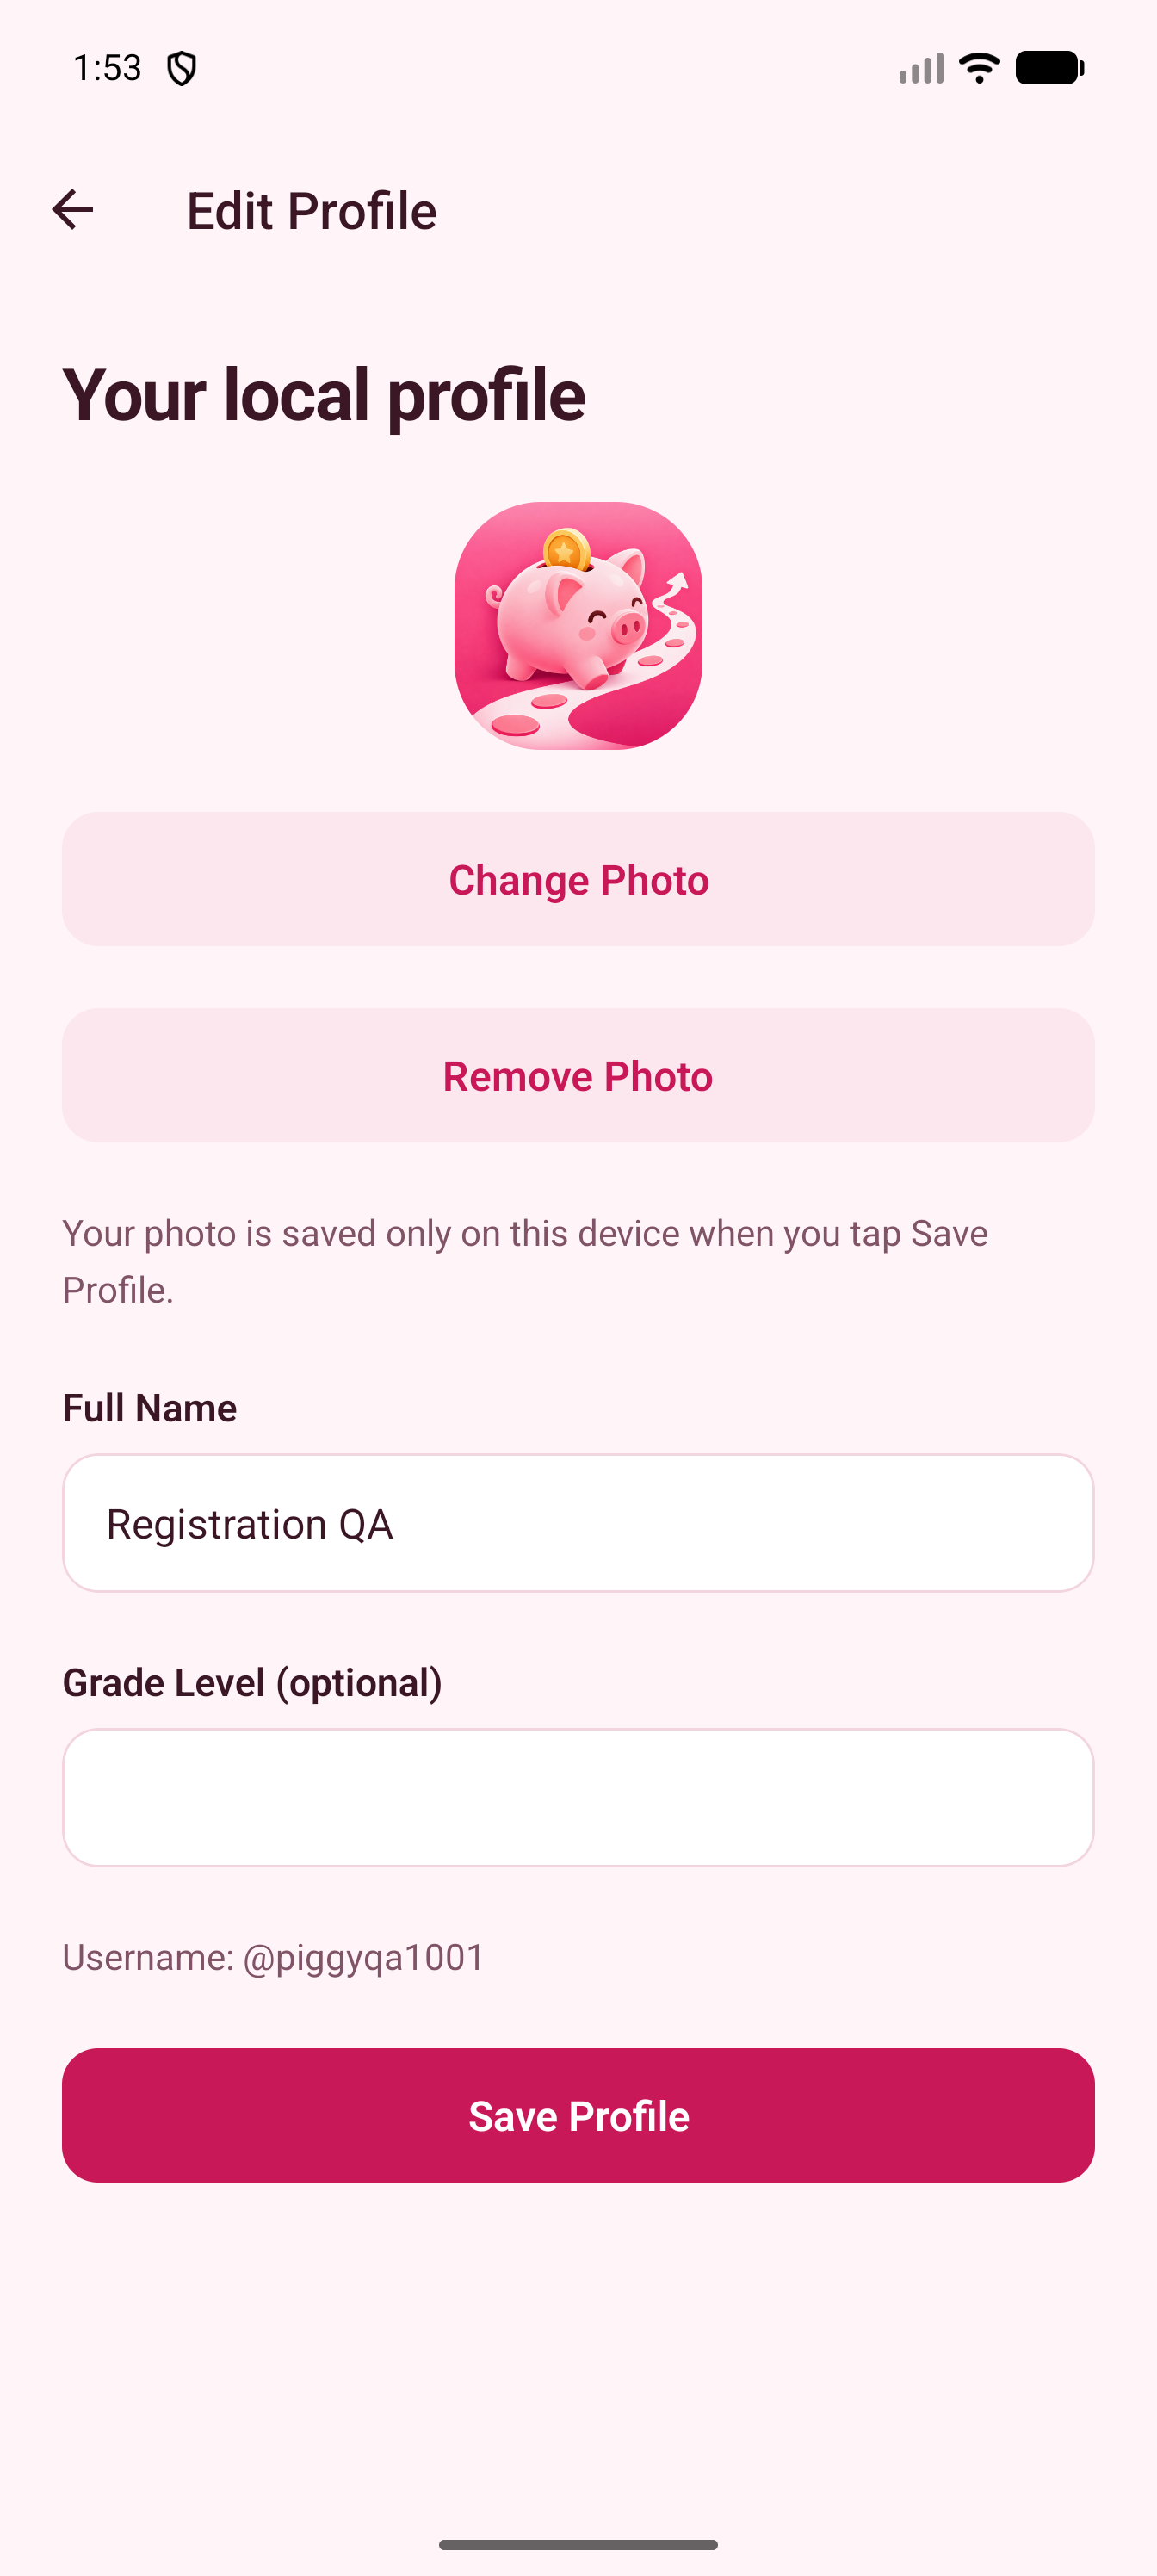 1:53
Edit Profile
Your local profile
Change Photo
Remove Photo
Your photo is saved only on this device when you tap Save
Profile.
Full Name
Registration QA
Grade Level (optional)
Username: @piggyqa1001
Save Profile